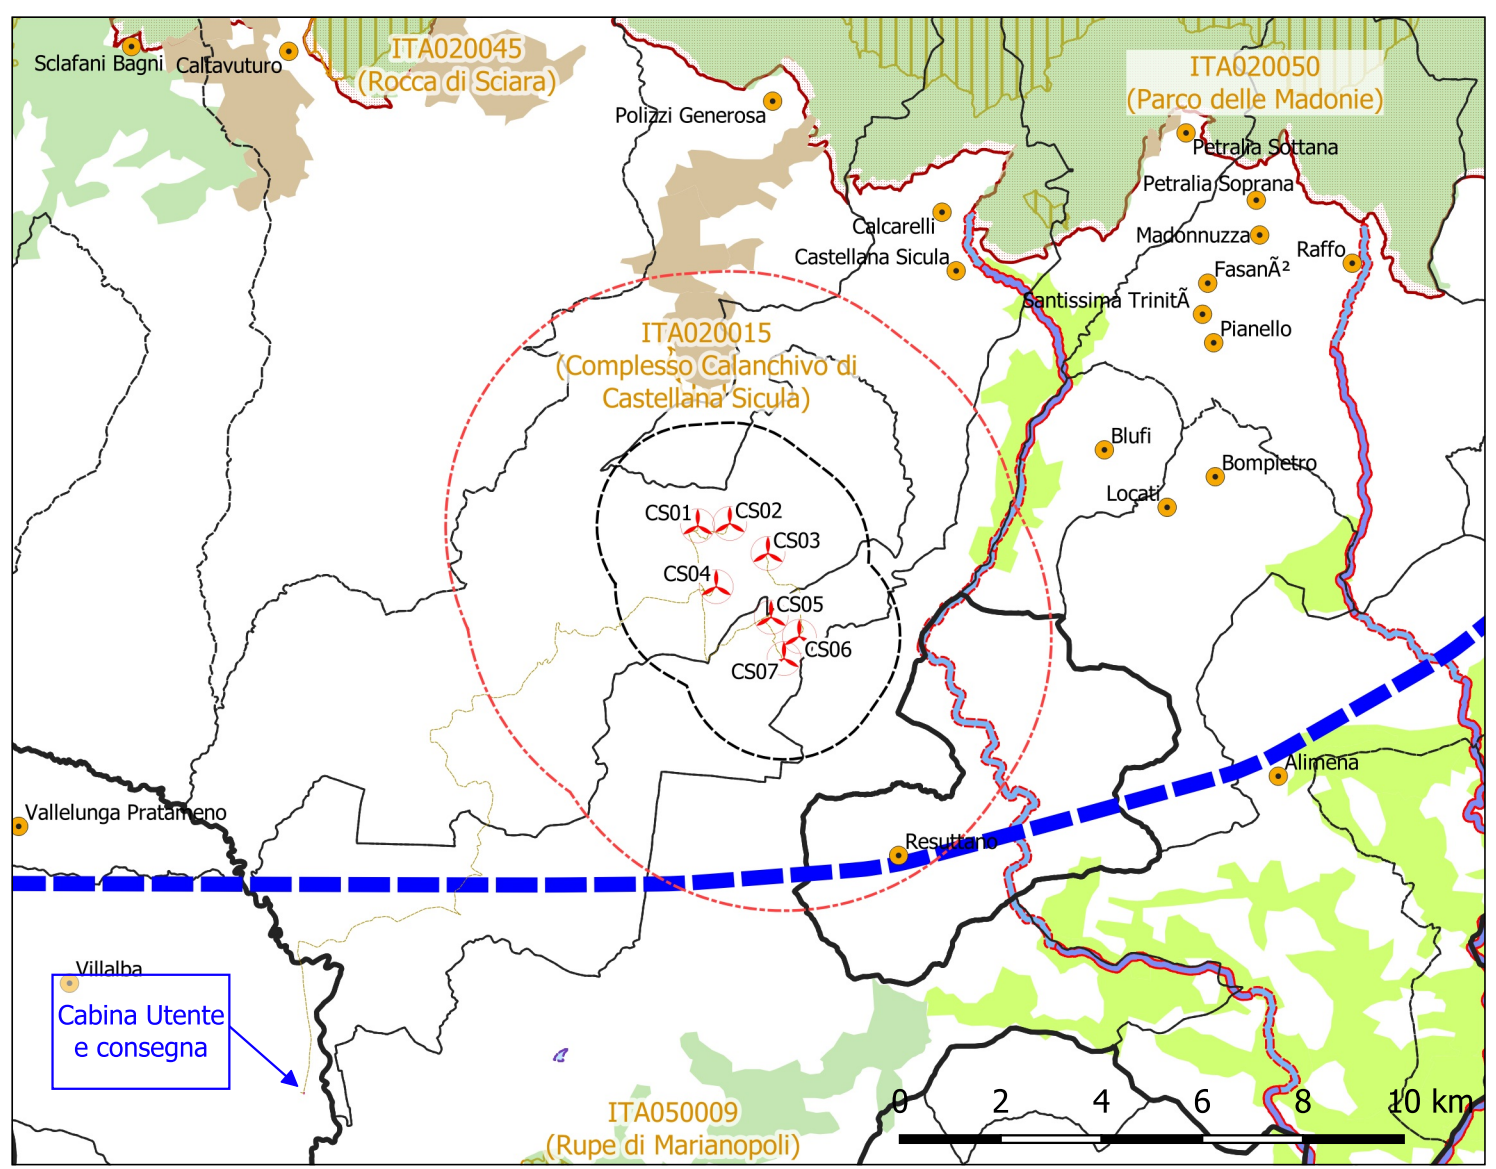 ITA020045
(Rocca di Sciara)
ITA020050
(Parco delle Madonie)
Sclafani Bagni
Caltavuturo
Polizzi Generosa
Petralia Sottana
Petralia Soprana
Calcarelli
Madonnuzza
Raffo
Castellana Sicula
FasanÃ²
Santissima TrinitÃ
Pianello
ITA020015
(Complesso Calanchivo di
Castellana Sicula)
Blufi
Bompietro
Locati
CS01
CS02
CS03
CS04
CS05
CS06
CS07
Alimena
Vallelunga Pratameno
Resuttano
Villalba
Cabina Utente
e consegna
ITA050009
(Rupe di Marianopoli)
0 2 4 6 8 10 km